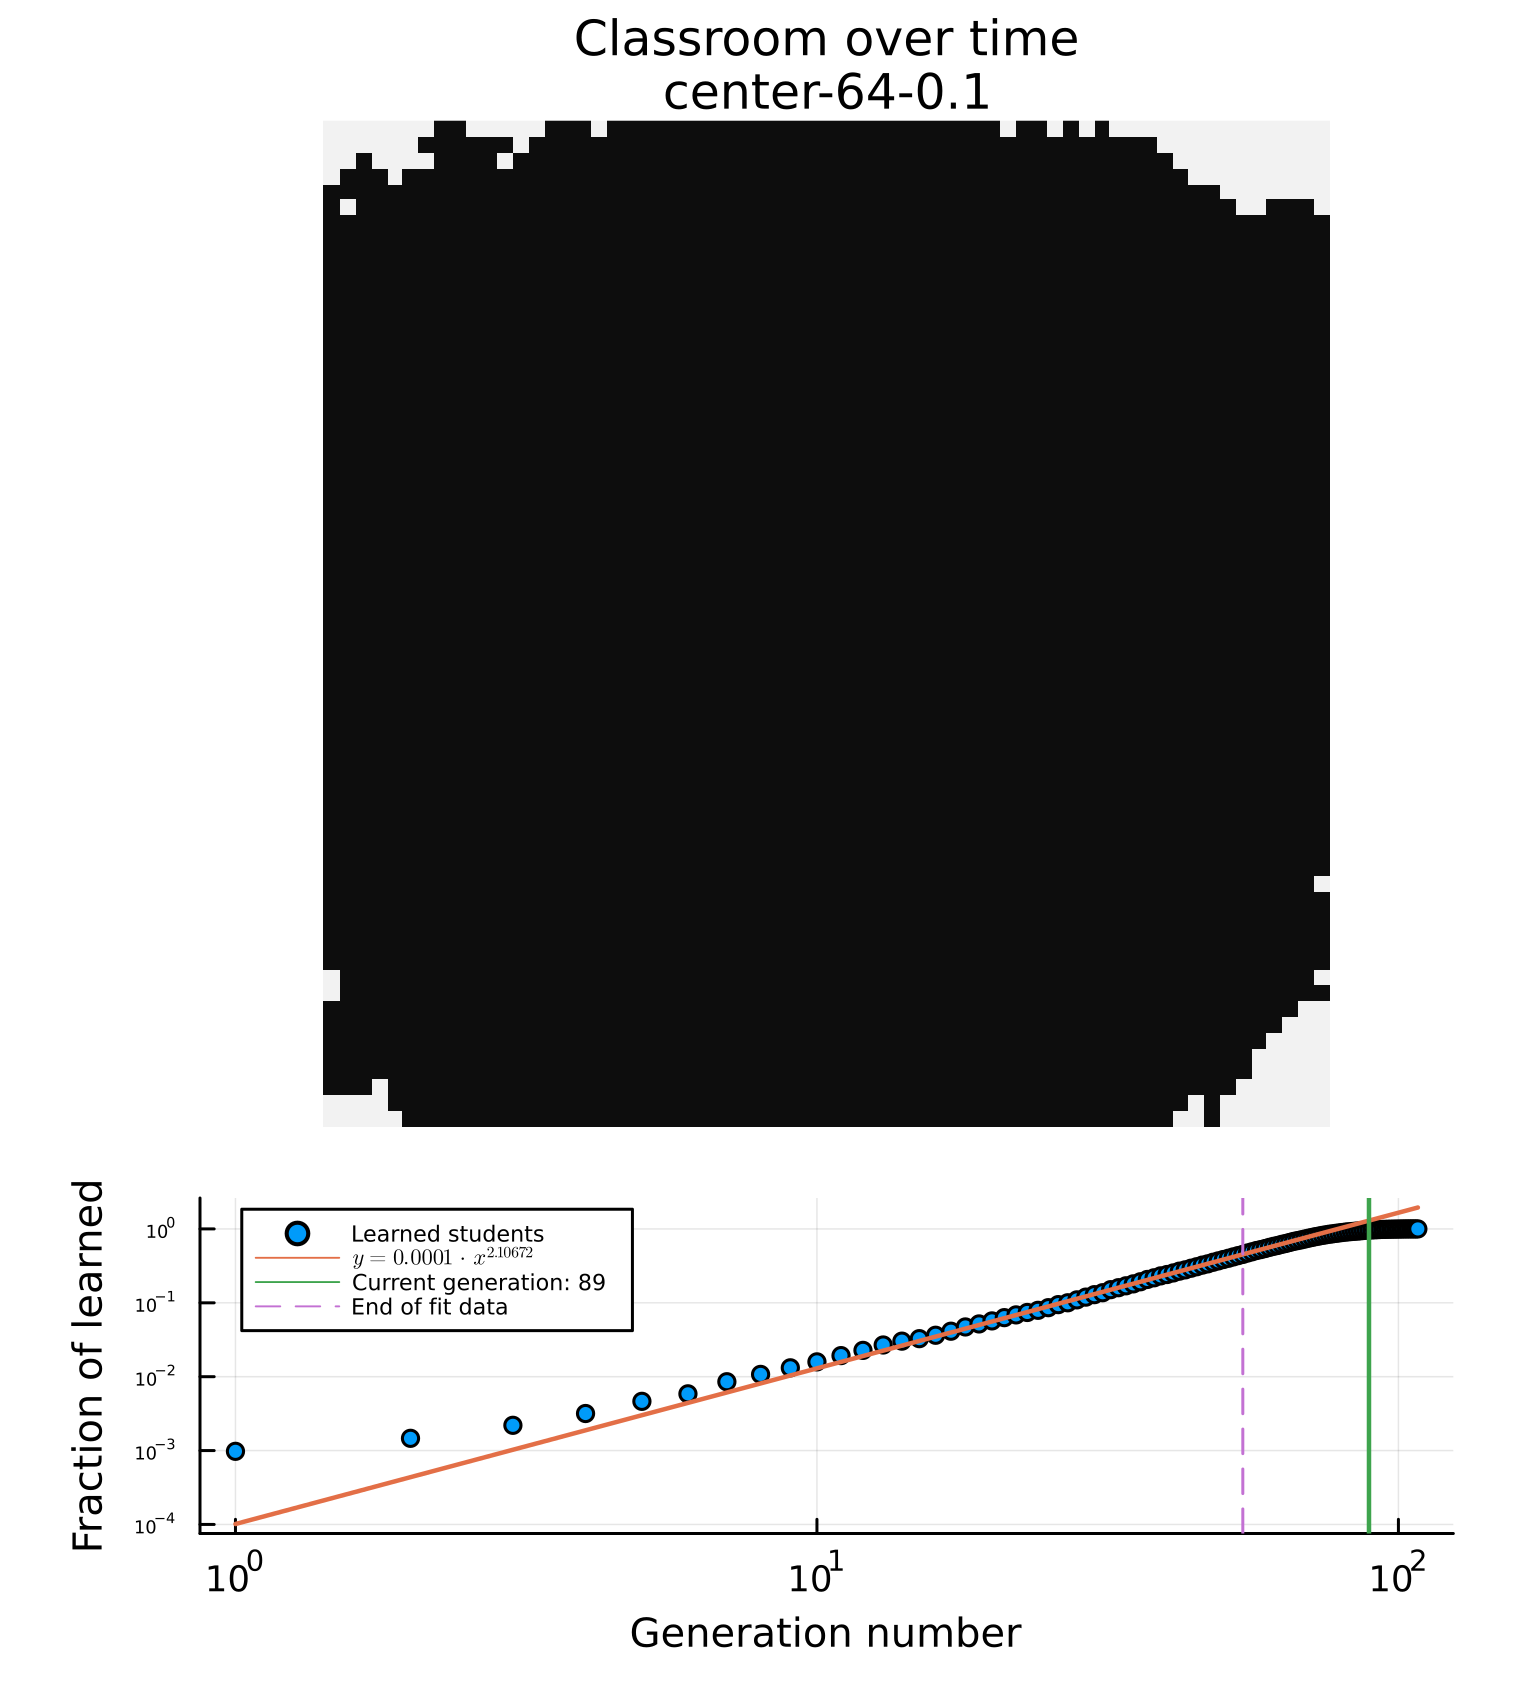 Classroom over time
center-64-0.1
Learned students
y = 0.0001 · x^2.10672
Current generation: 89
End of fit data
Fraction of learned
10^0
10^−1
10^−2
10^−3
10^−4
10^0
10^1
10^2
Generation number